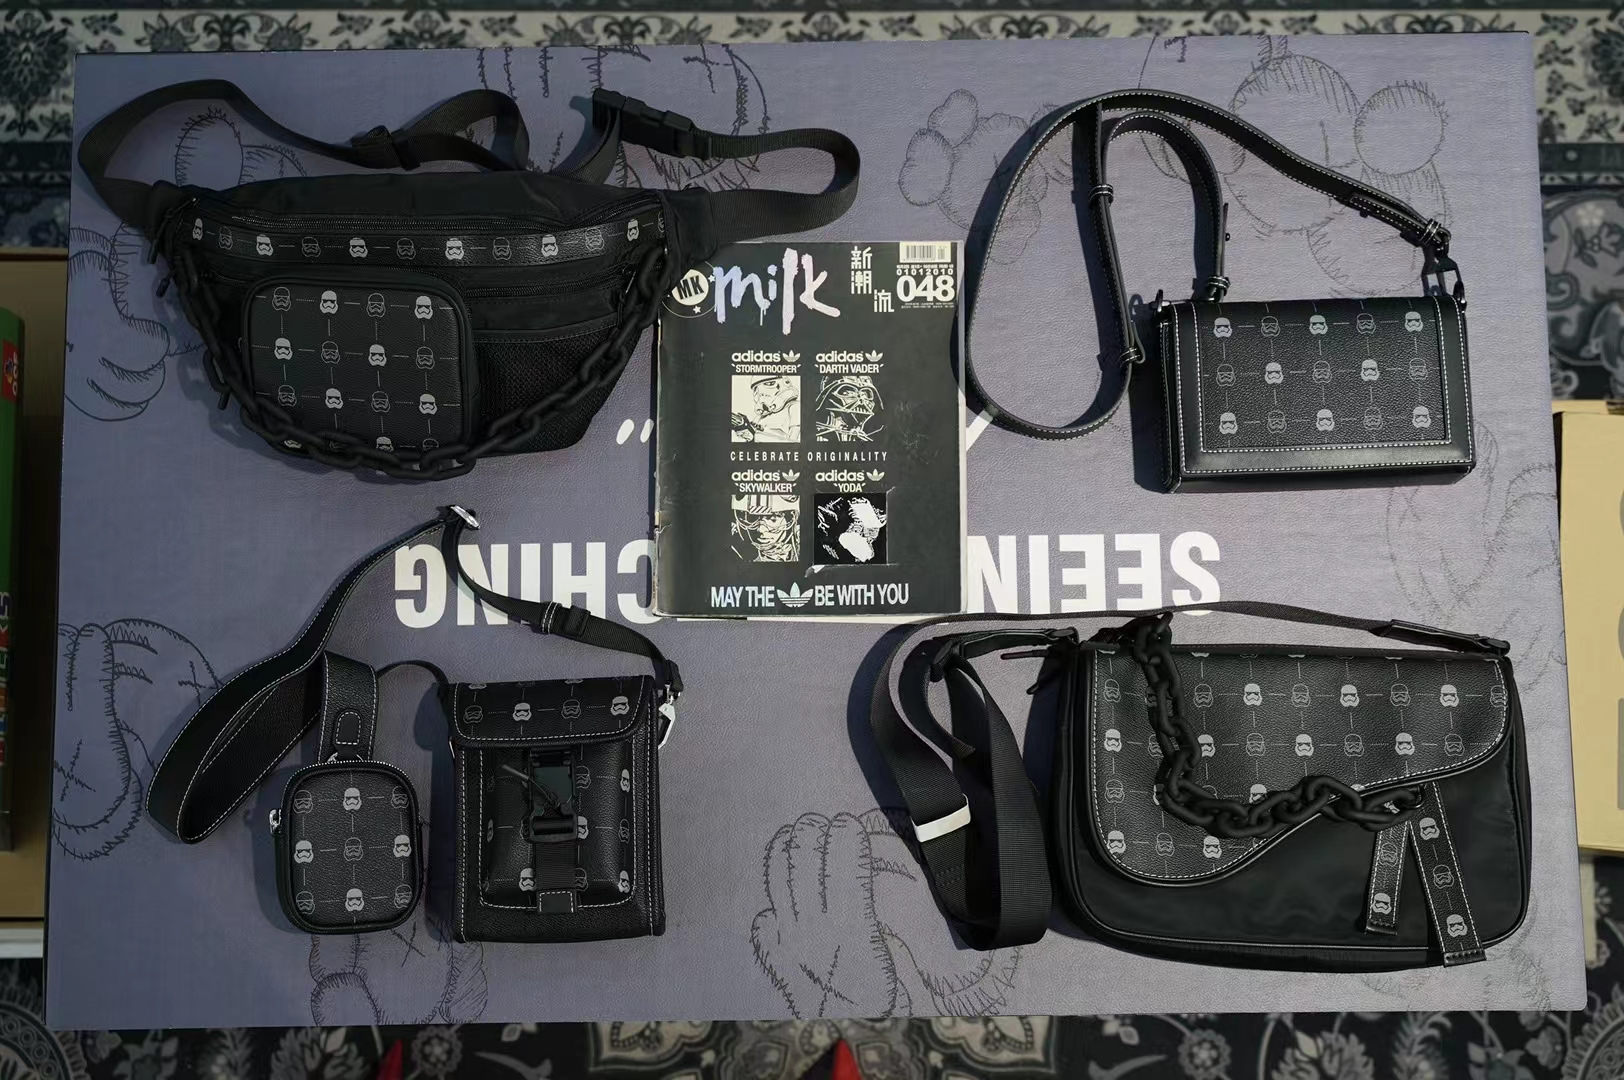 MK
milk
新
潮
流
01012010
048
adidas
"STORMTROOPER"
adidas
"DARTH VADER"
CELEBRATE ORIGINALITY
adidas
"SKYWALKER"
adidas
"YODA"
MAY THE BE WITH YOU
SEEIN
CHING